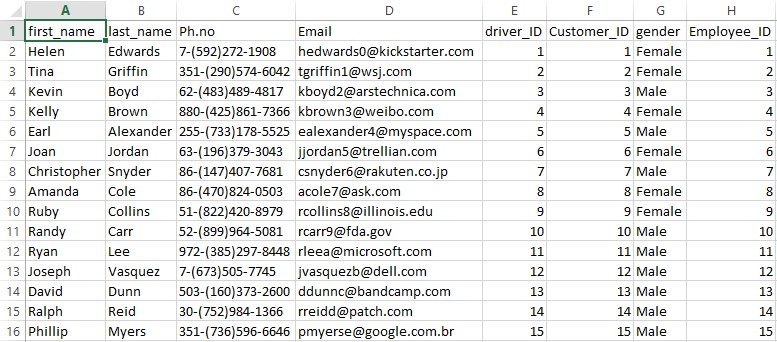 A B C D E F G H
1 first_name last_name Ph.no Email driver_ID Customer_ID gender Employee_ID
2 Helen Edwards 7-(592)272-1908 hedwards0@kickstarter.com 1 1 Female 1
3 Tina Griffin 351-(290)574-6042 tgriffin1@wsj.com 2 2 Female 2
4 Kevin Boyd 62-(483)489-4817 kboyd2@arstechnica.com 3 3 Male 3
5 Kelly Brown 880-(425)861-7366 kbrown3@weibo.com 4 4 Female 4
6 Earl Alexander 255-(733)178-5525 ealexander4@myspace.com 5 5 Male 5
7 Joan Jordan 63-(196)379-3043 jjordan5@trellian.com 6 6 Female 6
8 Christopher Snyder 86-(147)407-7681 csnyder6@rakuten.co.jp 7 7 Male 7
9 Amanda Cole 86-(470)824-0503 acole7@ask.com 8 8 Female 8
10 Ruby Collins 51-(822)420-8979 rcollins8@illinois.edu 9 9 Female 9
11 Randy Carr 52-(899)964-5081 rcarr9@fda.gov 10 10 Male 10
12 Ryan Lee 972-(385)297-8448 rleea@microsoft.com 11 11 Male 11
13 Joseph Vasquez 7-(673)505-7745 jvasquezb@dell.com 12 12 Male 12
14 David Dunn 503-(160)373-2600 ddunnc@bandcamp.com 13 13 Male 13
15 Ralph Reid 30-(752)984-1366 rreidd@patch.com 14 14 Male 14
16 Phillip Myers 351-(736)596-6646 pmyerse@google.com.br 15 15 Male 15